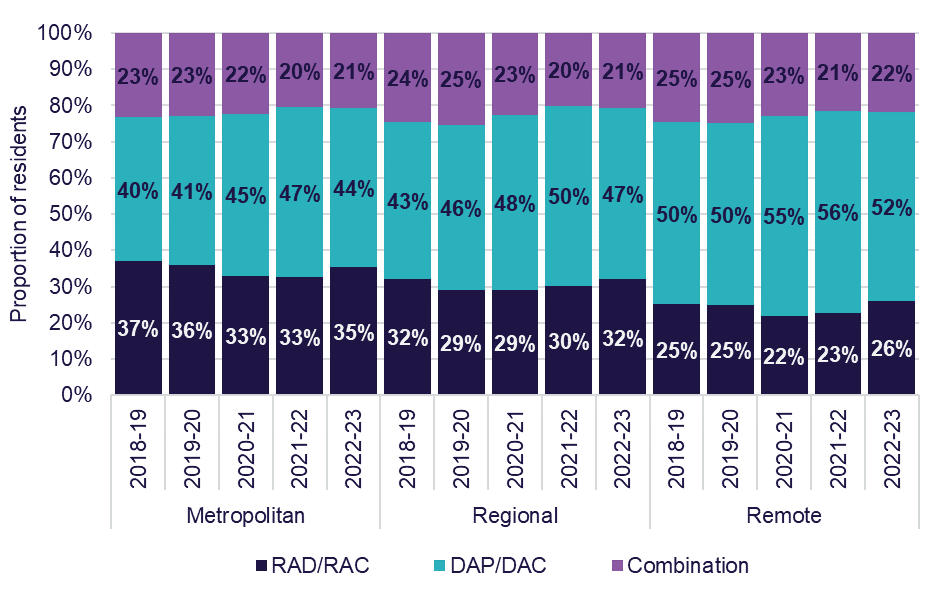 Proportion of residents
100%
90%
80%
70%
60%
50%
40%
30%
20%
10%
0%
23% 23% 22% 20% 21% 24% 25% 23% 20% 21% 25% 25% 23% 21% 22%
40% 41% 45% 47% 44% 43% 46% 48% 50% 47% 50% 50% 55% 56% 52%
37% 36% 33% 33% 35% 32% 29% 29% 30% 32% 25% 25% 22% 23% 26%
2018-19 2019-20 2020-21 2021-22 2022-23 2018-19 2019-20 2020-21 2021-22 2022-23 2018-19 2019-20 2020-21 2021-22 2022-23
Metropolitan Regional Remote
RAD/RAC DAP/DAC Combination